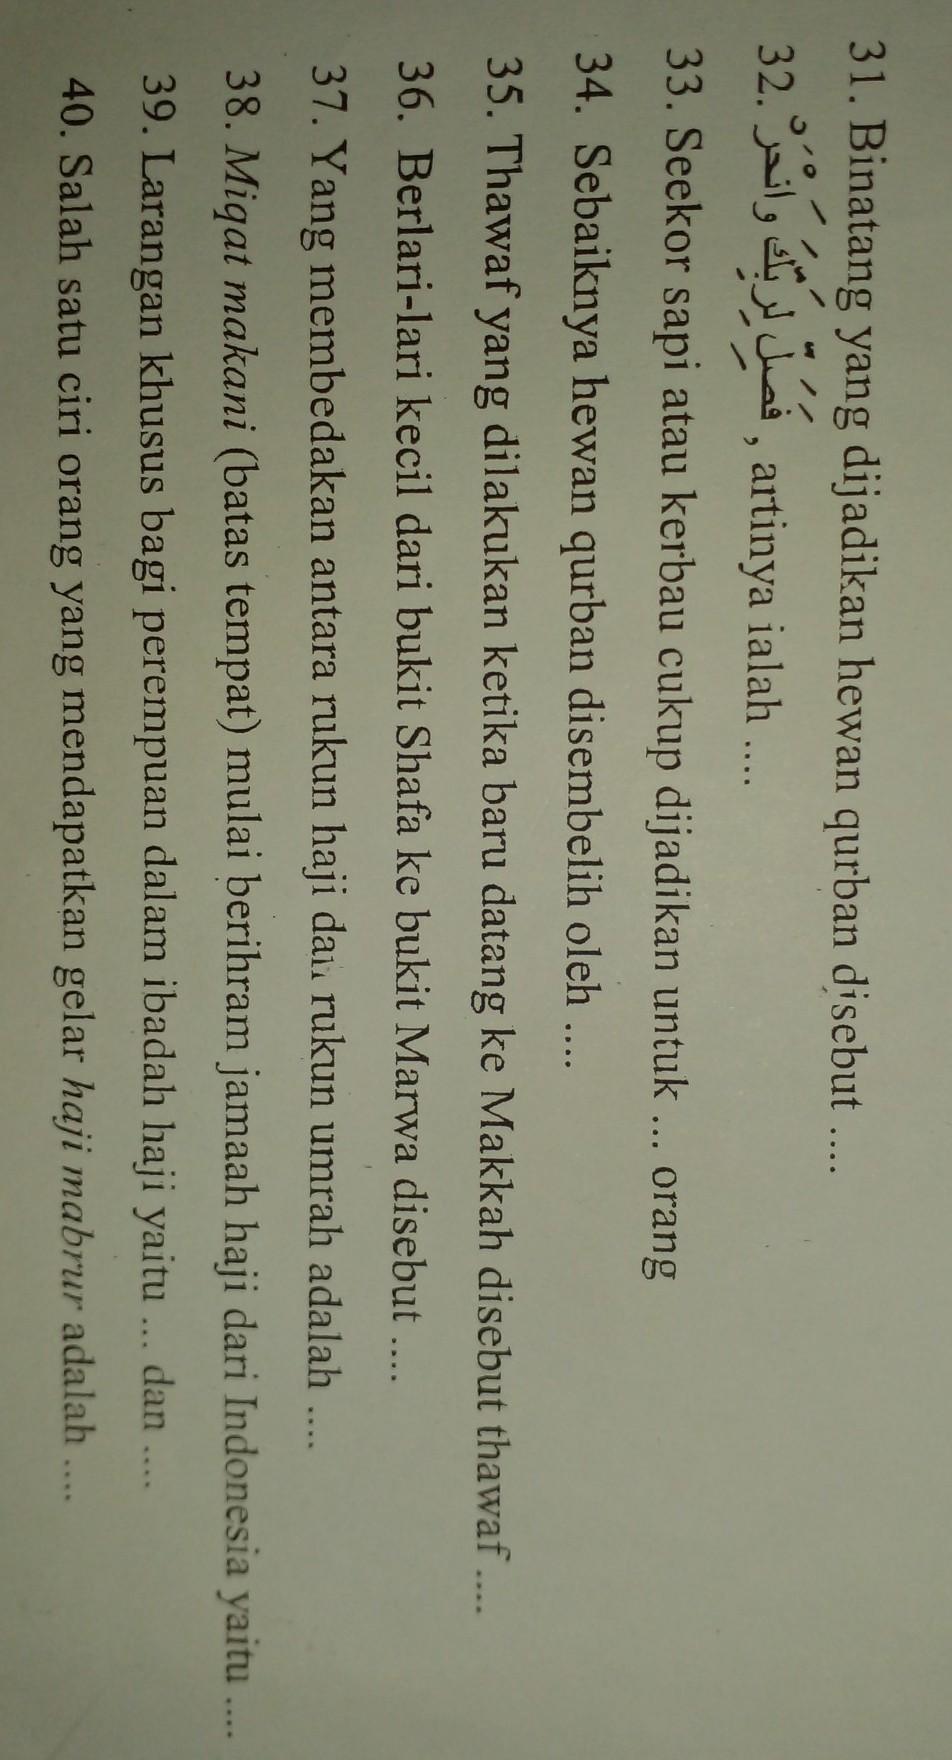 31. Binatang yang dijadikan hewan qurban disebut ....
32. فَصَلِّ لِرَبِّكَ وَانْحَرْ , artinya ialah ....
33. Seekor sapi atau kerbau cukup dijadikan untuk ... orang
34. Sebaiknya hewan qurban disembelih oleh ....
35. Thawaf yang dilakukan ketika baru datang ke Makkah disebut thawaf ....
36. Berlari-lari kecil dari bukit Shafa ke bukit Marwa disebut ....
37. Yang membedakan antara rukun haji dan rukun umrah adalah ....
38. Miqat makani (batas tempat) mulai berihram jamaah haji dari Indonesia yaitu ....
39. Larangan khusus bagi perempuan dalam ibadah haji yaitu ... dan ....
40. Salah satu ciri orang yang mendapatkan gelar haji mabrur adalah ....